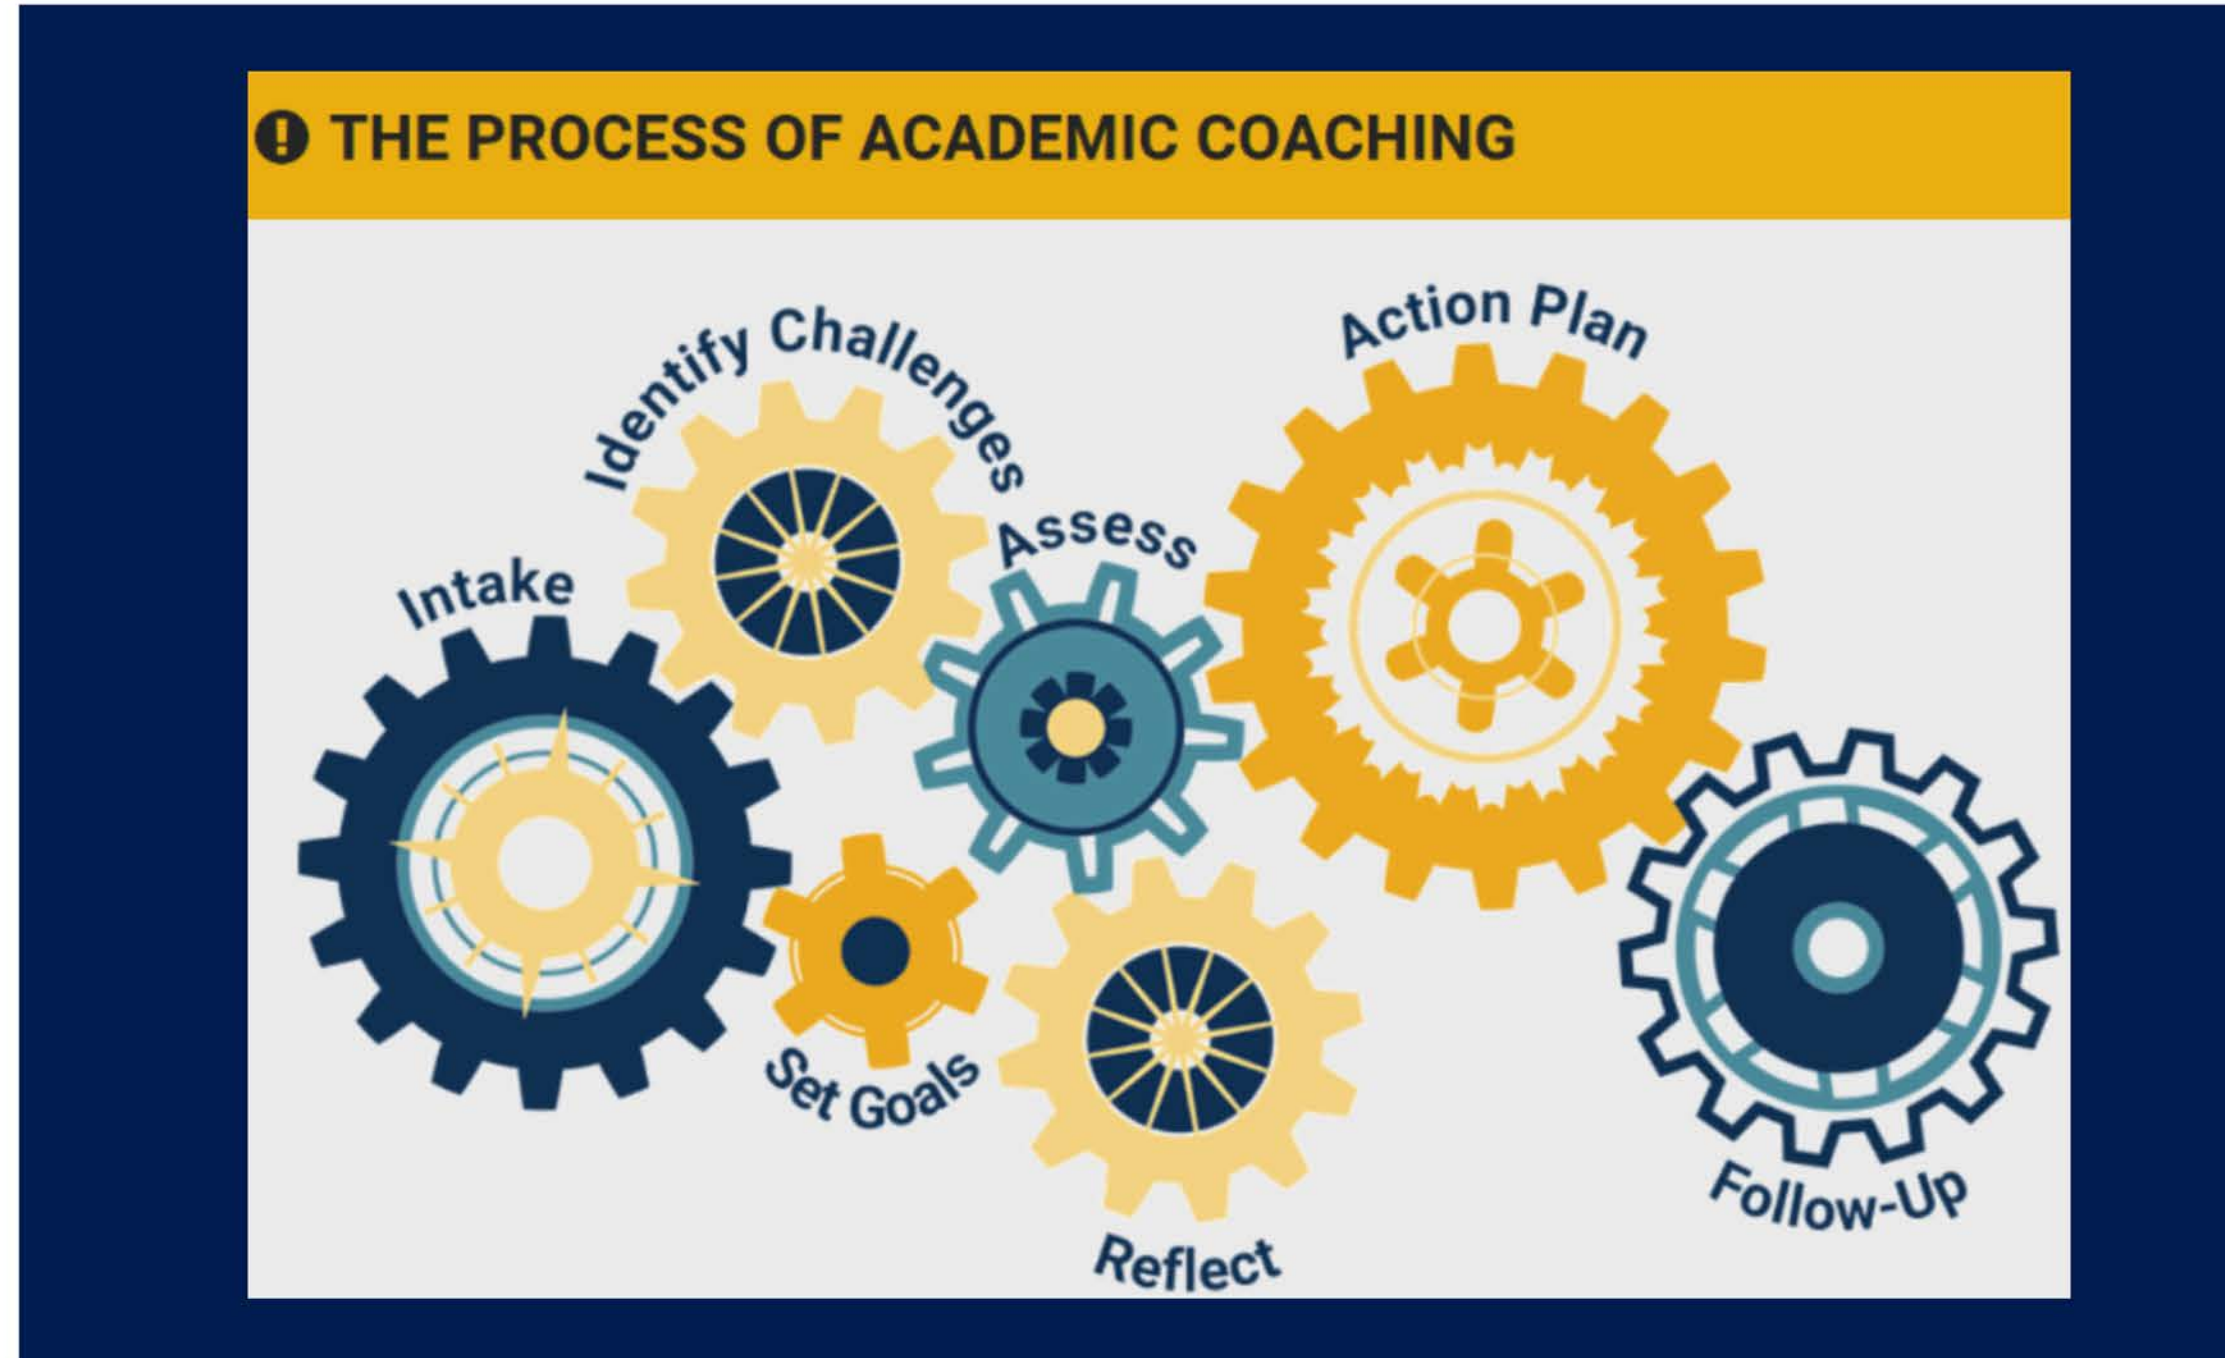 THE PROCESS OF ACADEMIC COACHING
Intake
Identify Challenges
Set Goals
Assess
Reflect
Action Plan
Follow-Up